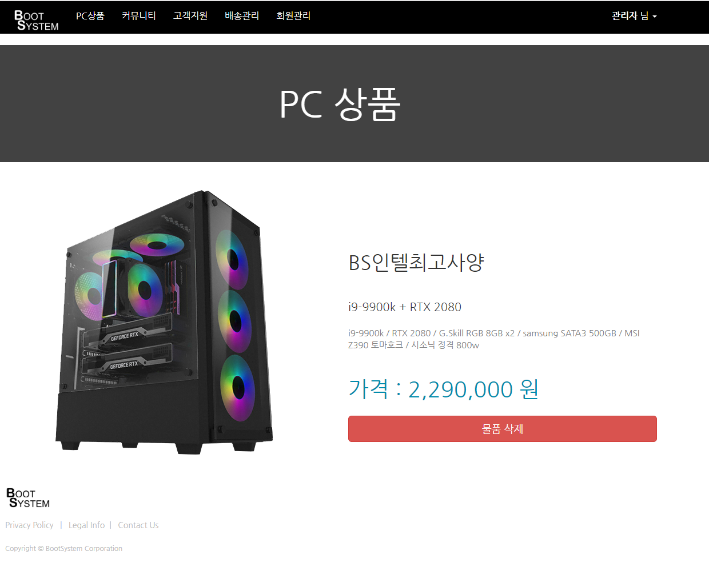 BOOT SYSTEM
PC상품 커뮤니티 고객지원 배송관리 회원관리 관리자 님
PC 상품
GEFORCE RTX
GEFORCE RTX
BS인텔최고사양
i9-9900k + RTX 2080
i9-9900k / RTX 2080 / G.Skill RGB 8GB x2 / samsung SATA3 500GB / MSI
Z390 토마호크 / 시소닉 정격 800w
가격 : 2,290,000 원
물품 삭제
BOOT
SYSTEM
Privacy Policy | Legal Info | Contact Us
Copyright © BootSystem Corporation